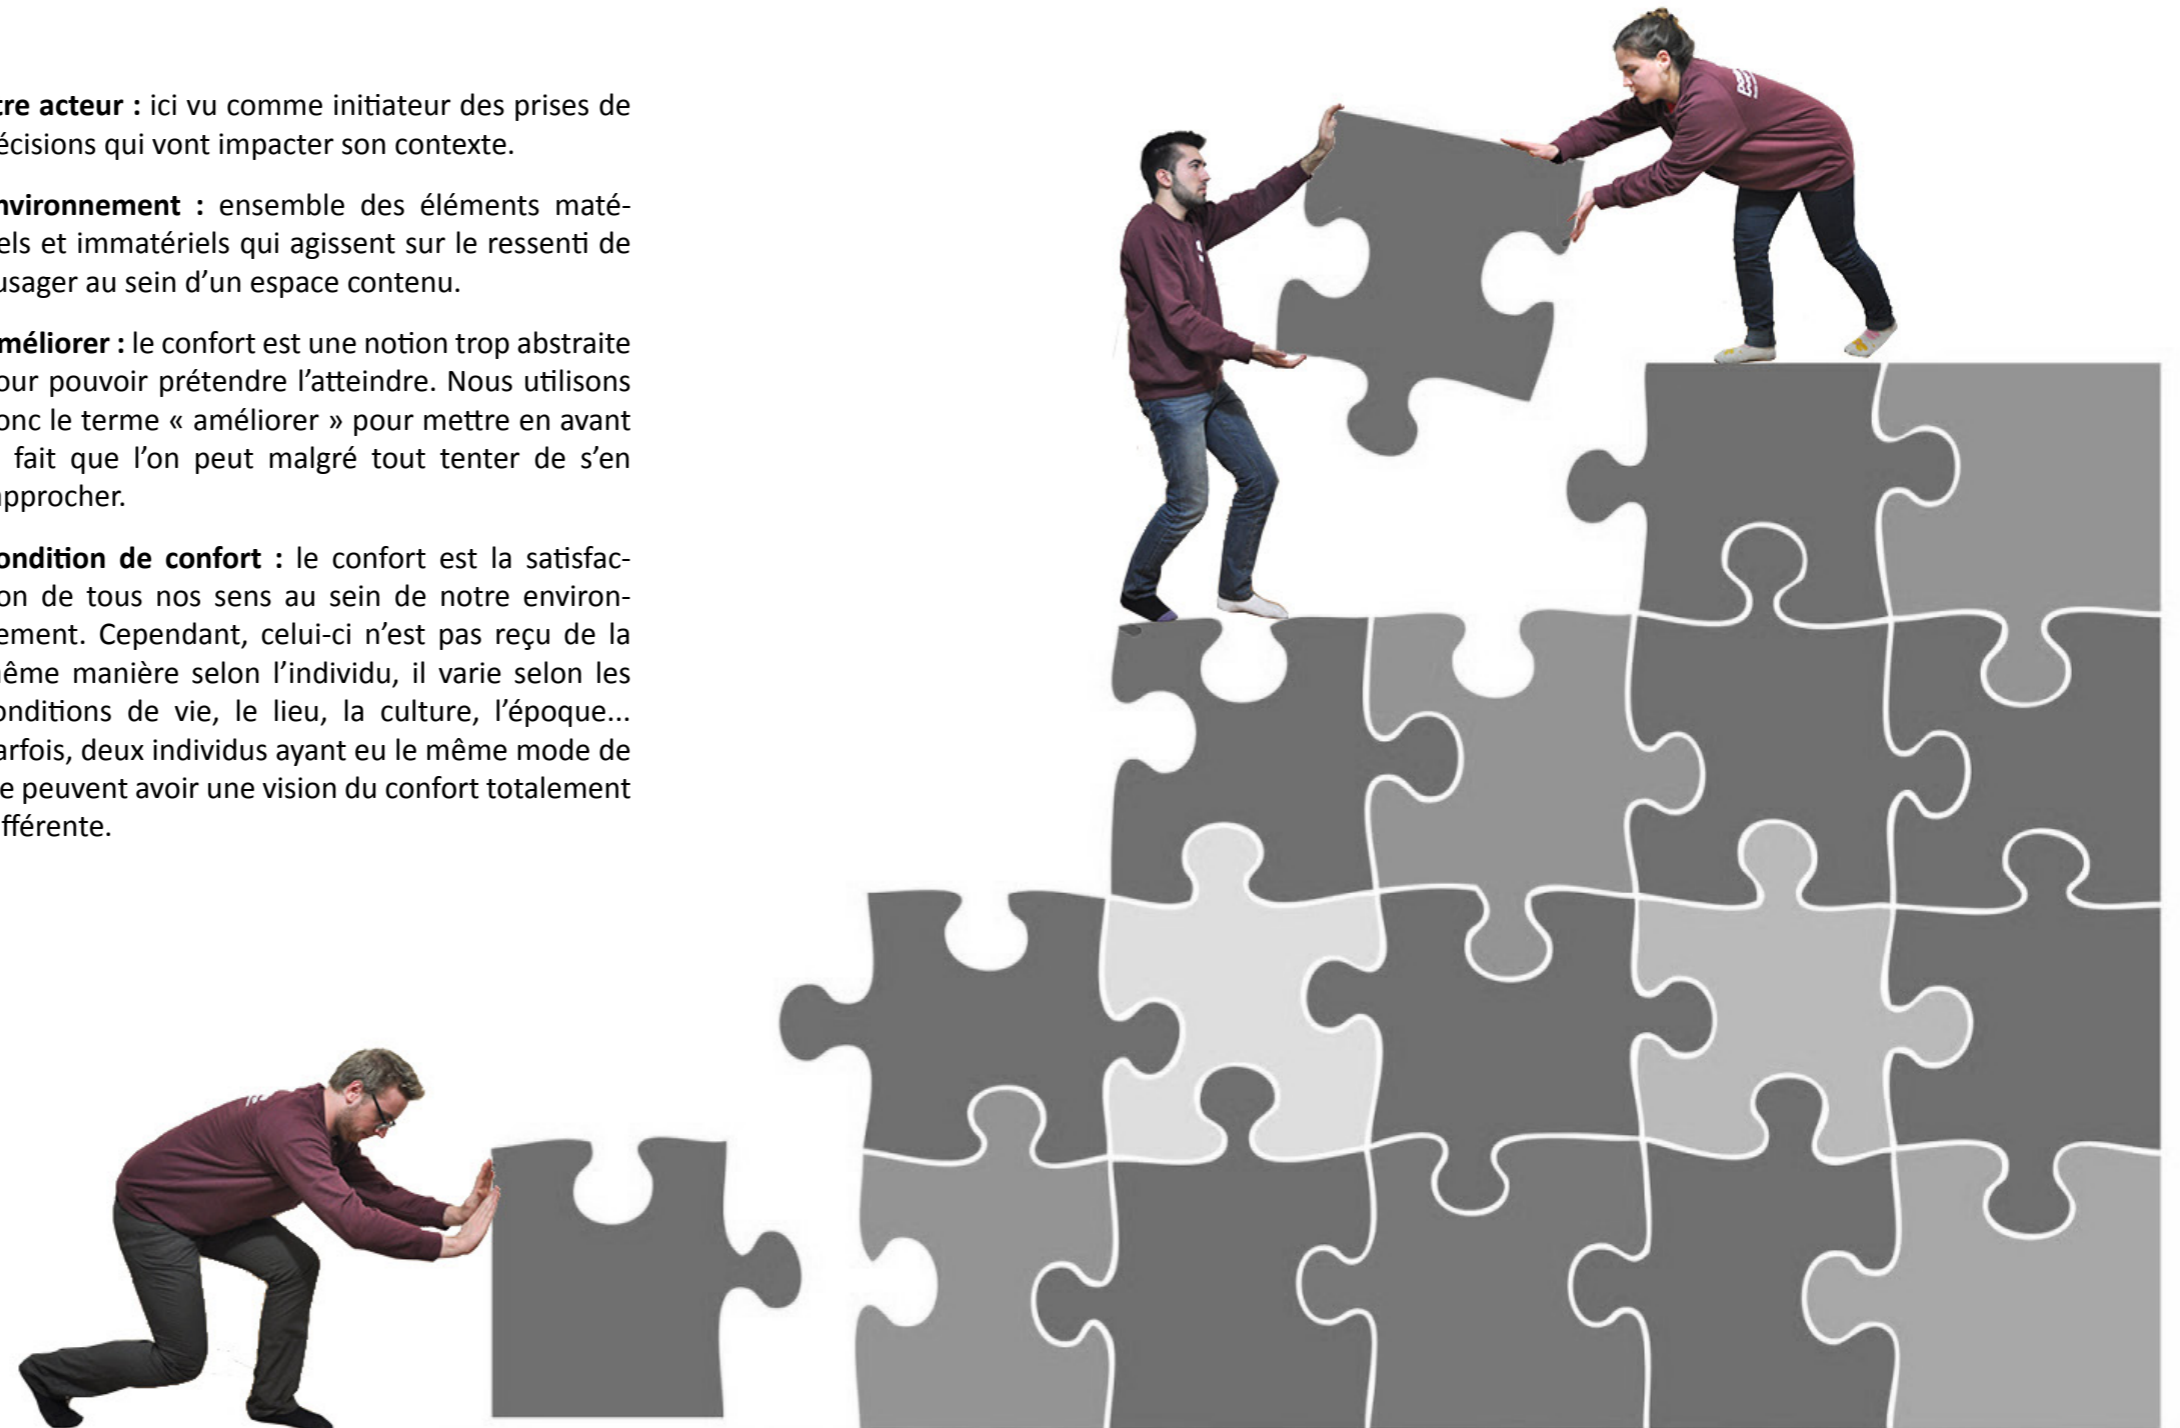 tre acteur : ici vu comme initiateur des prises de
écisions qui vont impacter son contexte.
nvironnement : ensemble des éléments maté-
els et immatériels qui agissent sur le ressenti de
usager au sein d’un espace contenu.
méliorer : le confort est une notion trop abstraite
our pouvoir prétendre l’atteindre. Nous utilisons
onc le terme « améliorer » pour mettre en avant
fait que l’on peut malgré tout tenter de s’en
pprocher.
ondition de confort : le confort est la satisfac-
on de tous nos sens au sein de notre environ-
ement. Cependant, celui-ci n’est pas reçu de la
ême manière selon l’individu, il varie selon les
onditions de vie, le lieu, la culture, l’époque...
arfois, deux individus ayant eu le même mode de
e peuvent avoir une vision du confort totalement
fférente.